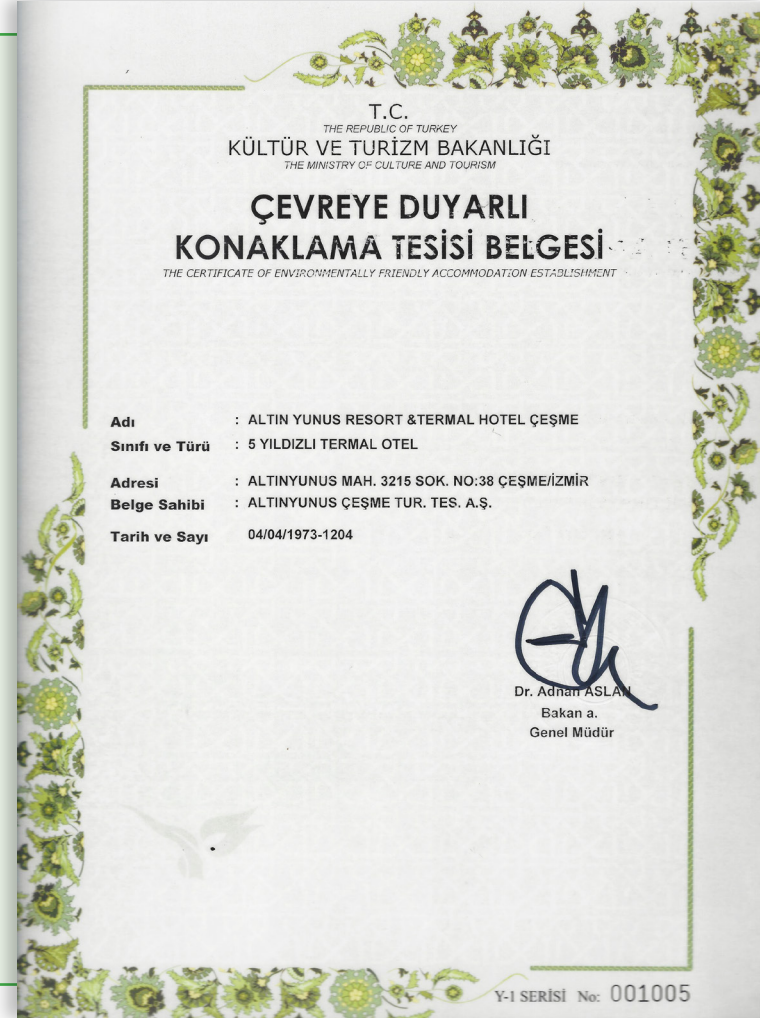 T.C.
THE REPUBLIC OF TURKEY
KÜLTÜR VE TURİZM BAKANLIĞI
THE MINISTRY OF CULTURE AND TOURISM
ÇEVREYE DUYARLI
KONAKLAMA TESİSİ BELGESİ
THE CERTIFICATE OF ENVIRONMENTALLY FRIENDLY ACCOMMODATION ESTABLISHMENT
Adı : ALTIN YUNUS RESORT &TERMAL HOTEL ÇEŞME
Sınıfı ve Türü : 5 YILDIZLI TERMAL OTEL
Adresi : ALTINYUNUS MAH. 3215 SOK. NO:38 ÇEŞME/İZMİR
Belge Sahibi : ALTINYUNUS ÇEŞME TUR. TES. A.Ş.
Tarih ve Sayı 04/04/1973-1204
Dr. Adnan ASLAN
Bakan a.
Genel Müdür
Y-1 SERİSİ No: 001005